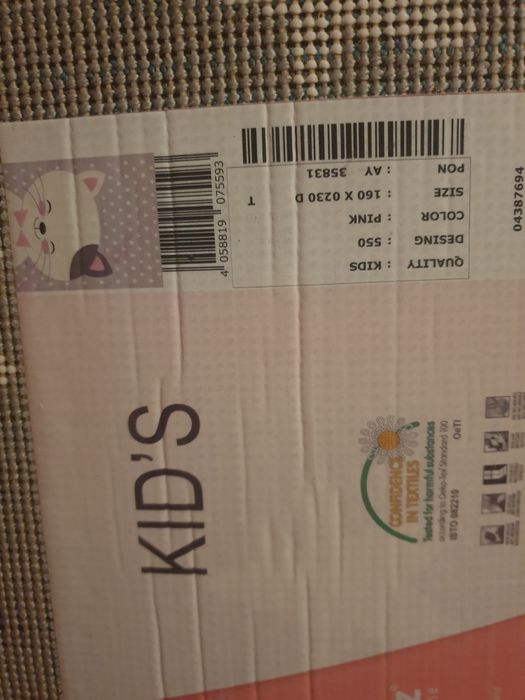 QUALITY : KIDS
DESING : 550
COLOR : PINK
SIZE : 160 X 0230 D T
PON : AY 35831
4 058819 075593
04387694
KID'S
CONFIDENCE
IN TEXTILES
Tested for harmful substances
according to Oeko-Tex Standard 100
ISTO 082210 OeTI
Z